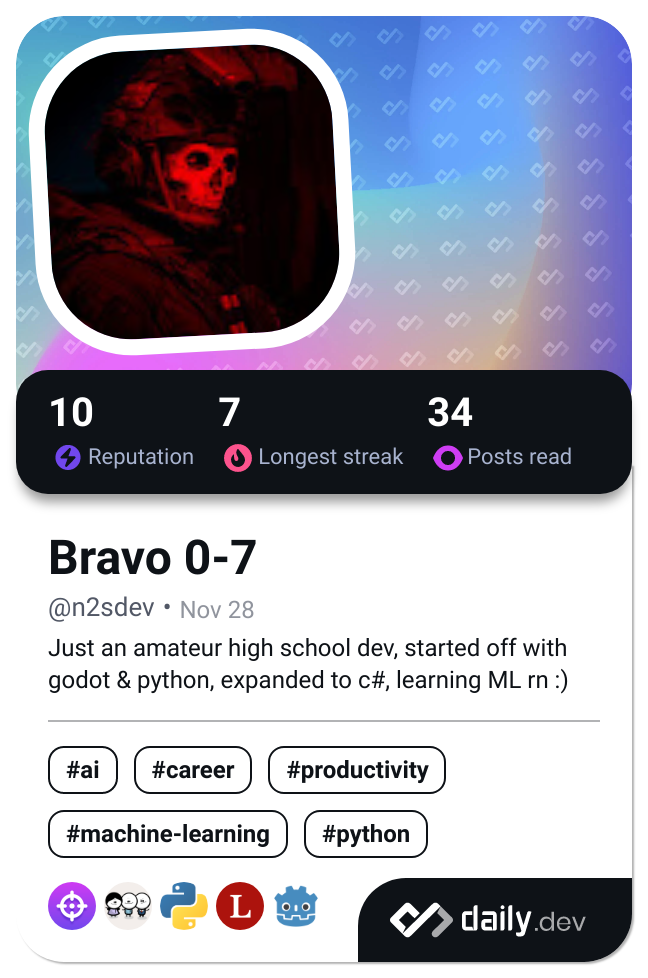 10
7
34
Reputation
Longest streak
Posts read
Bravo 0-7
@n2sdev • Nov 28
Just an amateur high school dev, started off with
godot & python, expanded to c#, learning ML rn :)
#ai
#career
#productivity
#machine-learning
#python
L
daily.dev